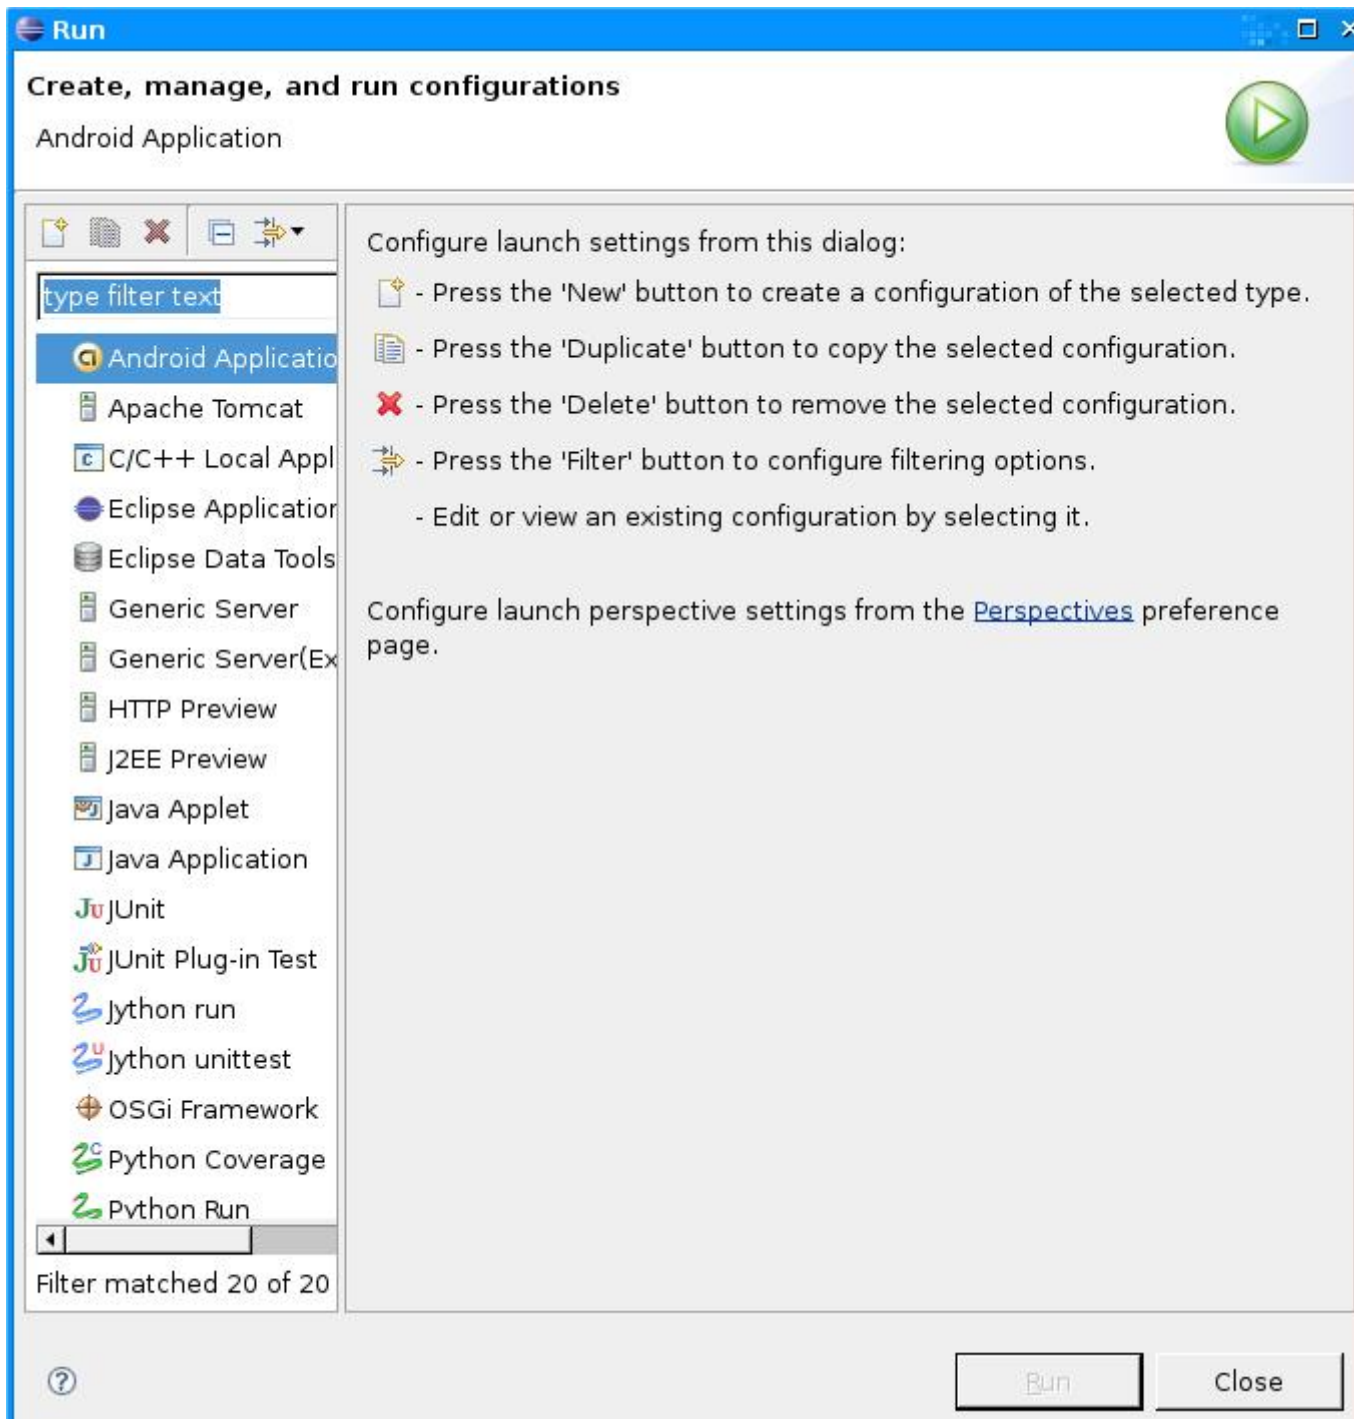 Run
Create, manage, and run configurations
Android Application
type filter text
Android Applicatio
Apache Tomcat
C/C++ Local Appl
Eclipse Application
Eclipse Data Tools
Generic Server
Generic Server(Ex
HTTP Preview
J2EE Preview
Java Applet
Java Application
JUnit
JUnit Plug-in Test
Jython run
Jython unittest
OSGi Framework
Python Coverage
Python Run
Filter matched 20 of 20
Configure launch settings from this dialog:
- Press the 'New' button to create a configuration of the selected type.
- Press the 'Duplicate' button to copy the selected configuration.
- Press the 'Delete' button to remove the selected configuration.
- Press the 'Filter' button to configure filtering options.
- Edit or view an existing configuration by selecting it.
Configure launch perspective settings from the Perspectives preference
page.
Run
Close